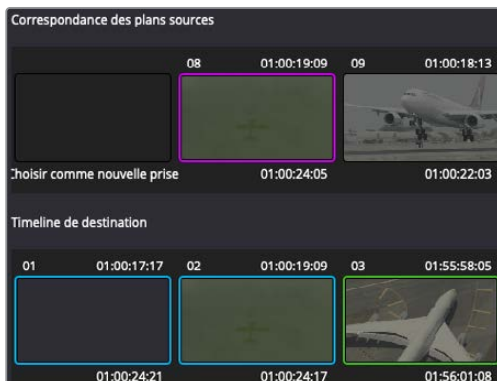 Correspondance des plans sources
08 01:00:19:09 09 01:00:18:13
:hoisir comme nouvelle prise 01:00:24:05 01:00:22:03
Timeline de destination
01 01:00:17:17 02 01:00:19:09 03 01:55:58:05
01:00:24:21 01:00:24:17 01:56:01:08